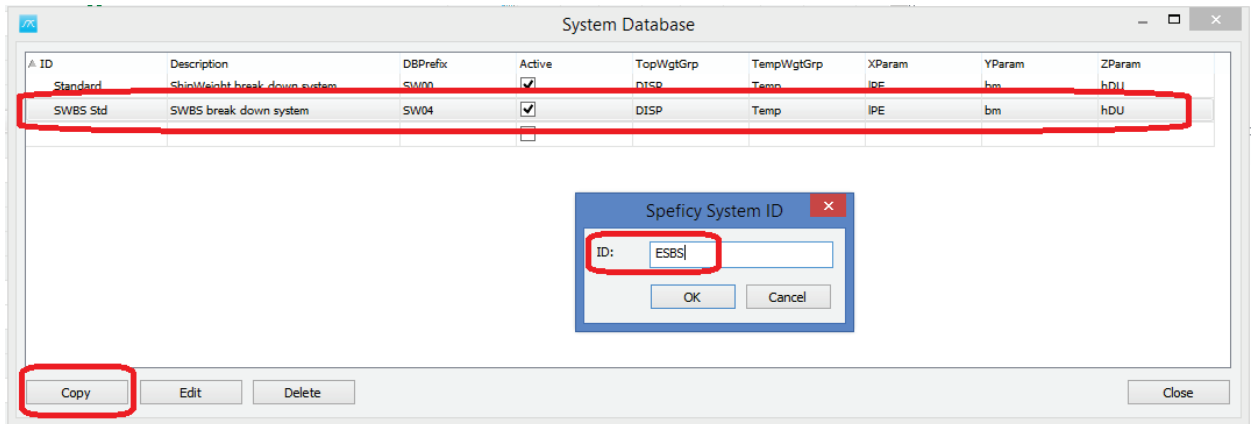 System Database
ID Description DBPrefix Active TopWgtGrp TempWgtGrp XParam YParam ZParam
Standard ShipWeight break down system SW00 DISP Temp lPE bm hDU
SWBS Std SWBS break down system SW04 DISP Temp lPE bm hDU
Speficy System ID
ID: ESBS
OK Cancel
Copy Edit Delete Close